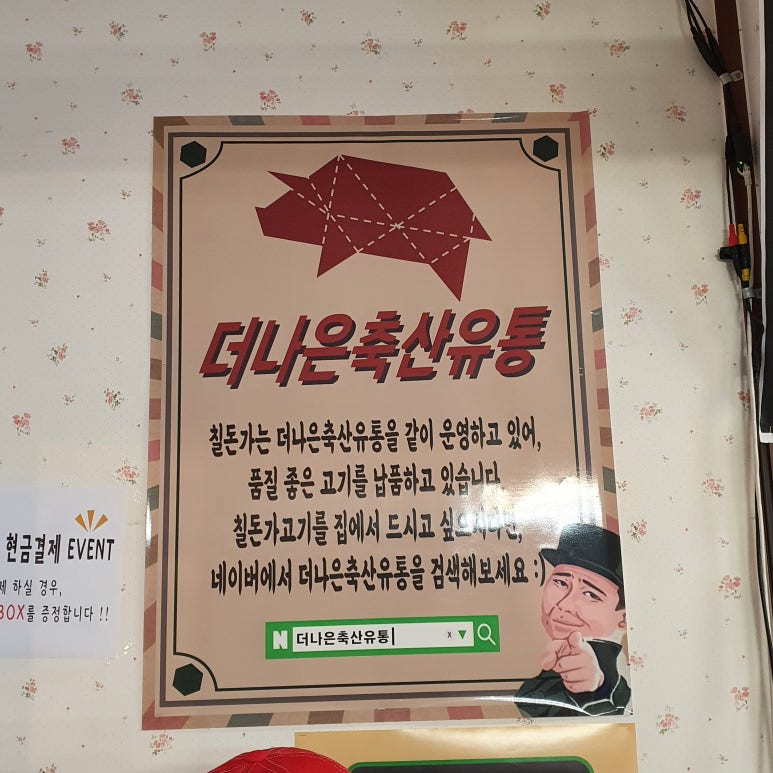 더나은축산유통
칠돈가는 더나은축산유통을 같이 운영하고 있어,
품질 좋은 고기를 납품하고 있습니다.
칠돈가고기를 집에서 드시고 싶으시다면,
네이버에서 더나은축산유통을 검색해보세요 :)
N 더나은축산유통 x
현금결제 EVENT
하실 경우,
BOX를 증정합니다 !!